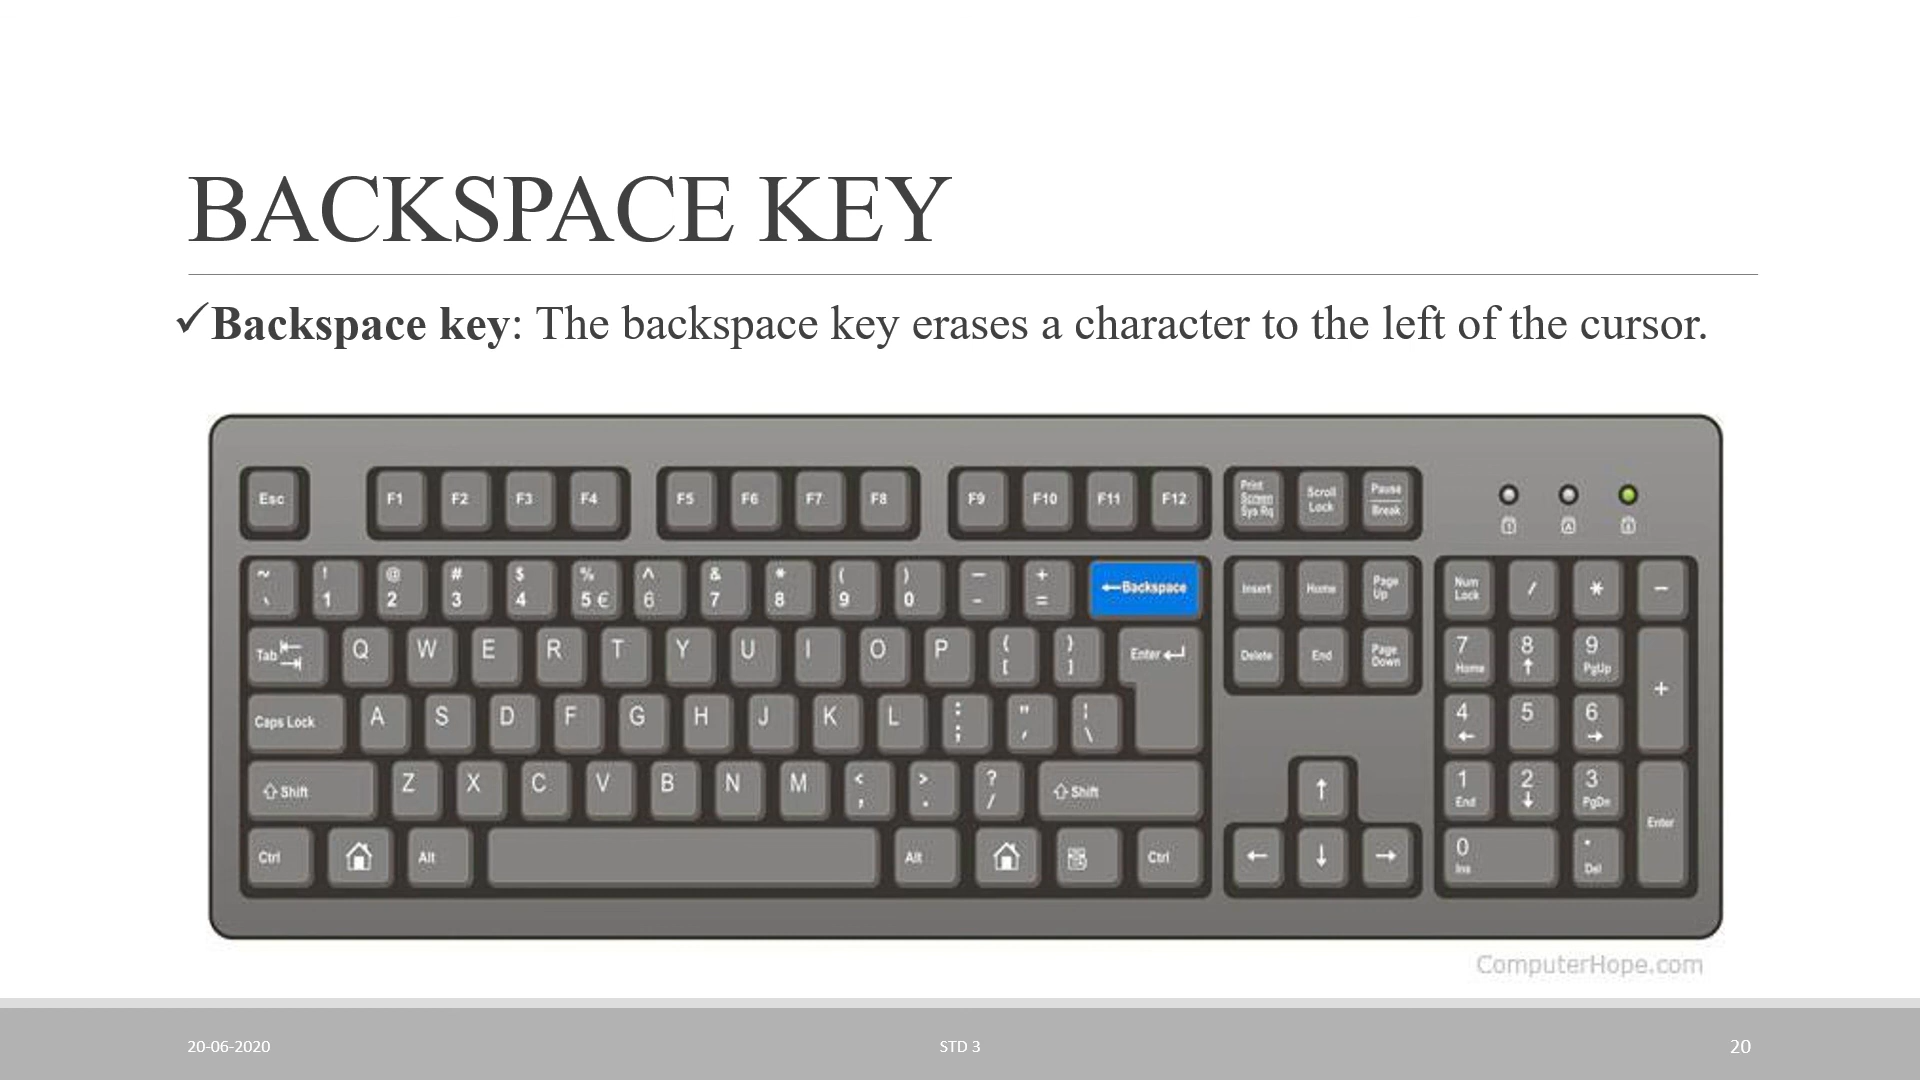 BACKSPACE KEY
✓Backspace key: The backspace key erases a character to the left of the cursor.
Esc F1 F2 F3 F4 F5 F6 F7 F8 F9 F10 F11 F12 Print Screen Sys Rq Scroll Lock Pause Break
~ ! @ # $ % ^ & * ( ) — +
` 1 2 3 4 5 € 6 7 8 9 0 - = ←Backspace Insert Home Page Up Num Lock / * –
Tab Q W E R T Y U I O P { [ } ] Enter Delete End Page Down 7 Home 8 ↑ 9 PgUp +
Caps Lock A S D F G H J K L : ; " ' ¦ \ 4 ← 5 6 →
⇧ Shift Z X C V B N M < , > . ? / ⇧ Shift ↑ 1 End 2 ↓ 3 PgDn Enter
Ctrl Alt Alt Ctrl ← ↓ → 0 Ins . Del
ComputerHope.com
20-06-2020 STD 3 20